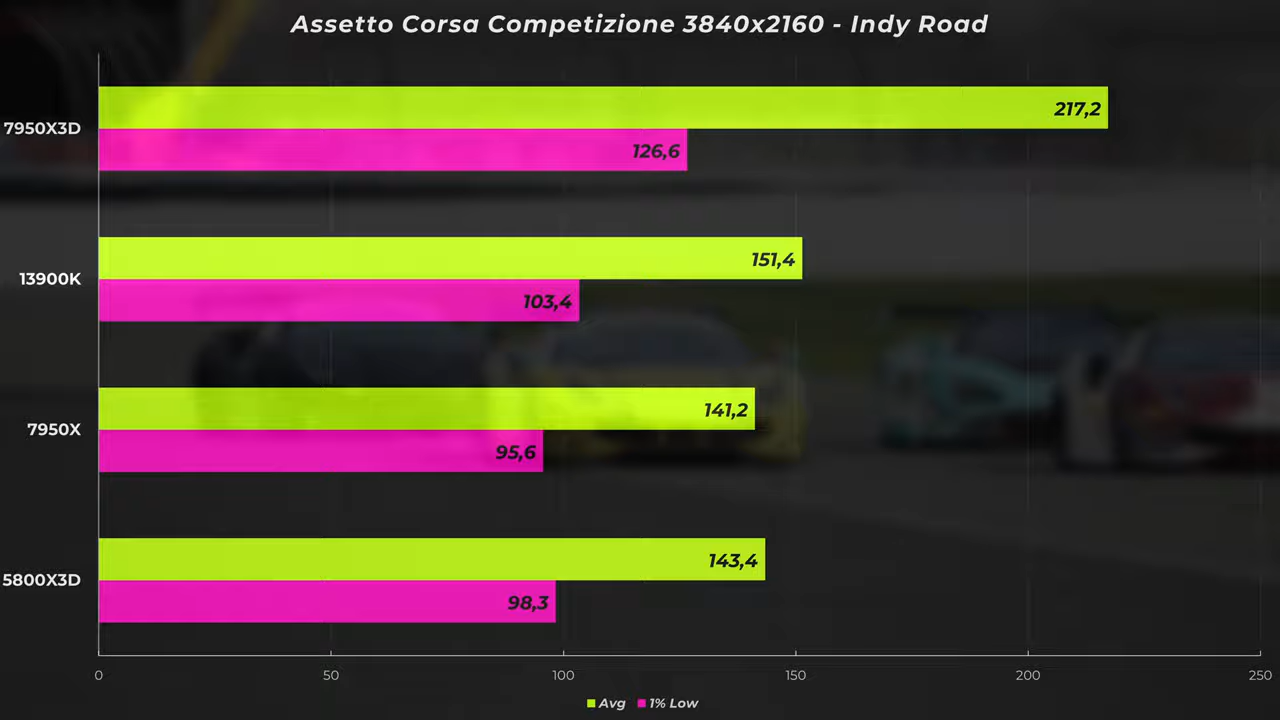 Assetto Corsa Competizione 3840x2160 - Indy Road
217,2
7950X3D
126,6
151,4
13900K
103,4
141,2
7950X
95,6
143,4
5800X3D
98,3
0 50 100 150 200 250
Avg 1% Low